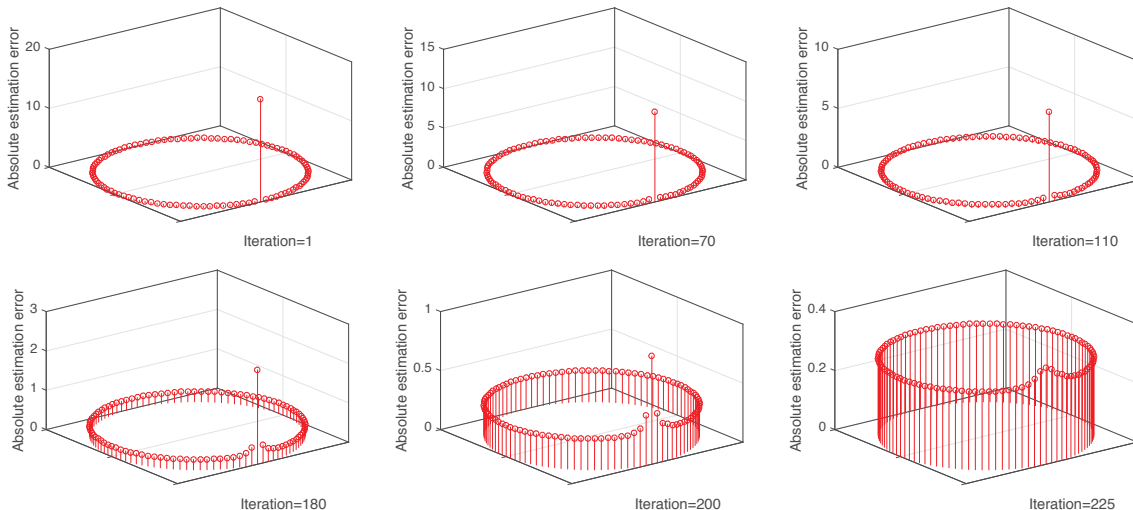 Absolute estimation error
20
10
0
Iteration=1
Absolute estimation error
15
10
5
0
Iteration=70
Absolute estimation error
10
5
0
Iteration=110
Absolute estimation error
3
2
1
0
Iteration=180
Absolute estimation error
1
0.5
0
Iteration=200
Absolute estimation error
0.4
0.2
0
Iteration=225